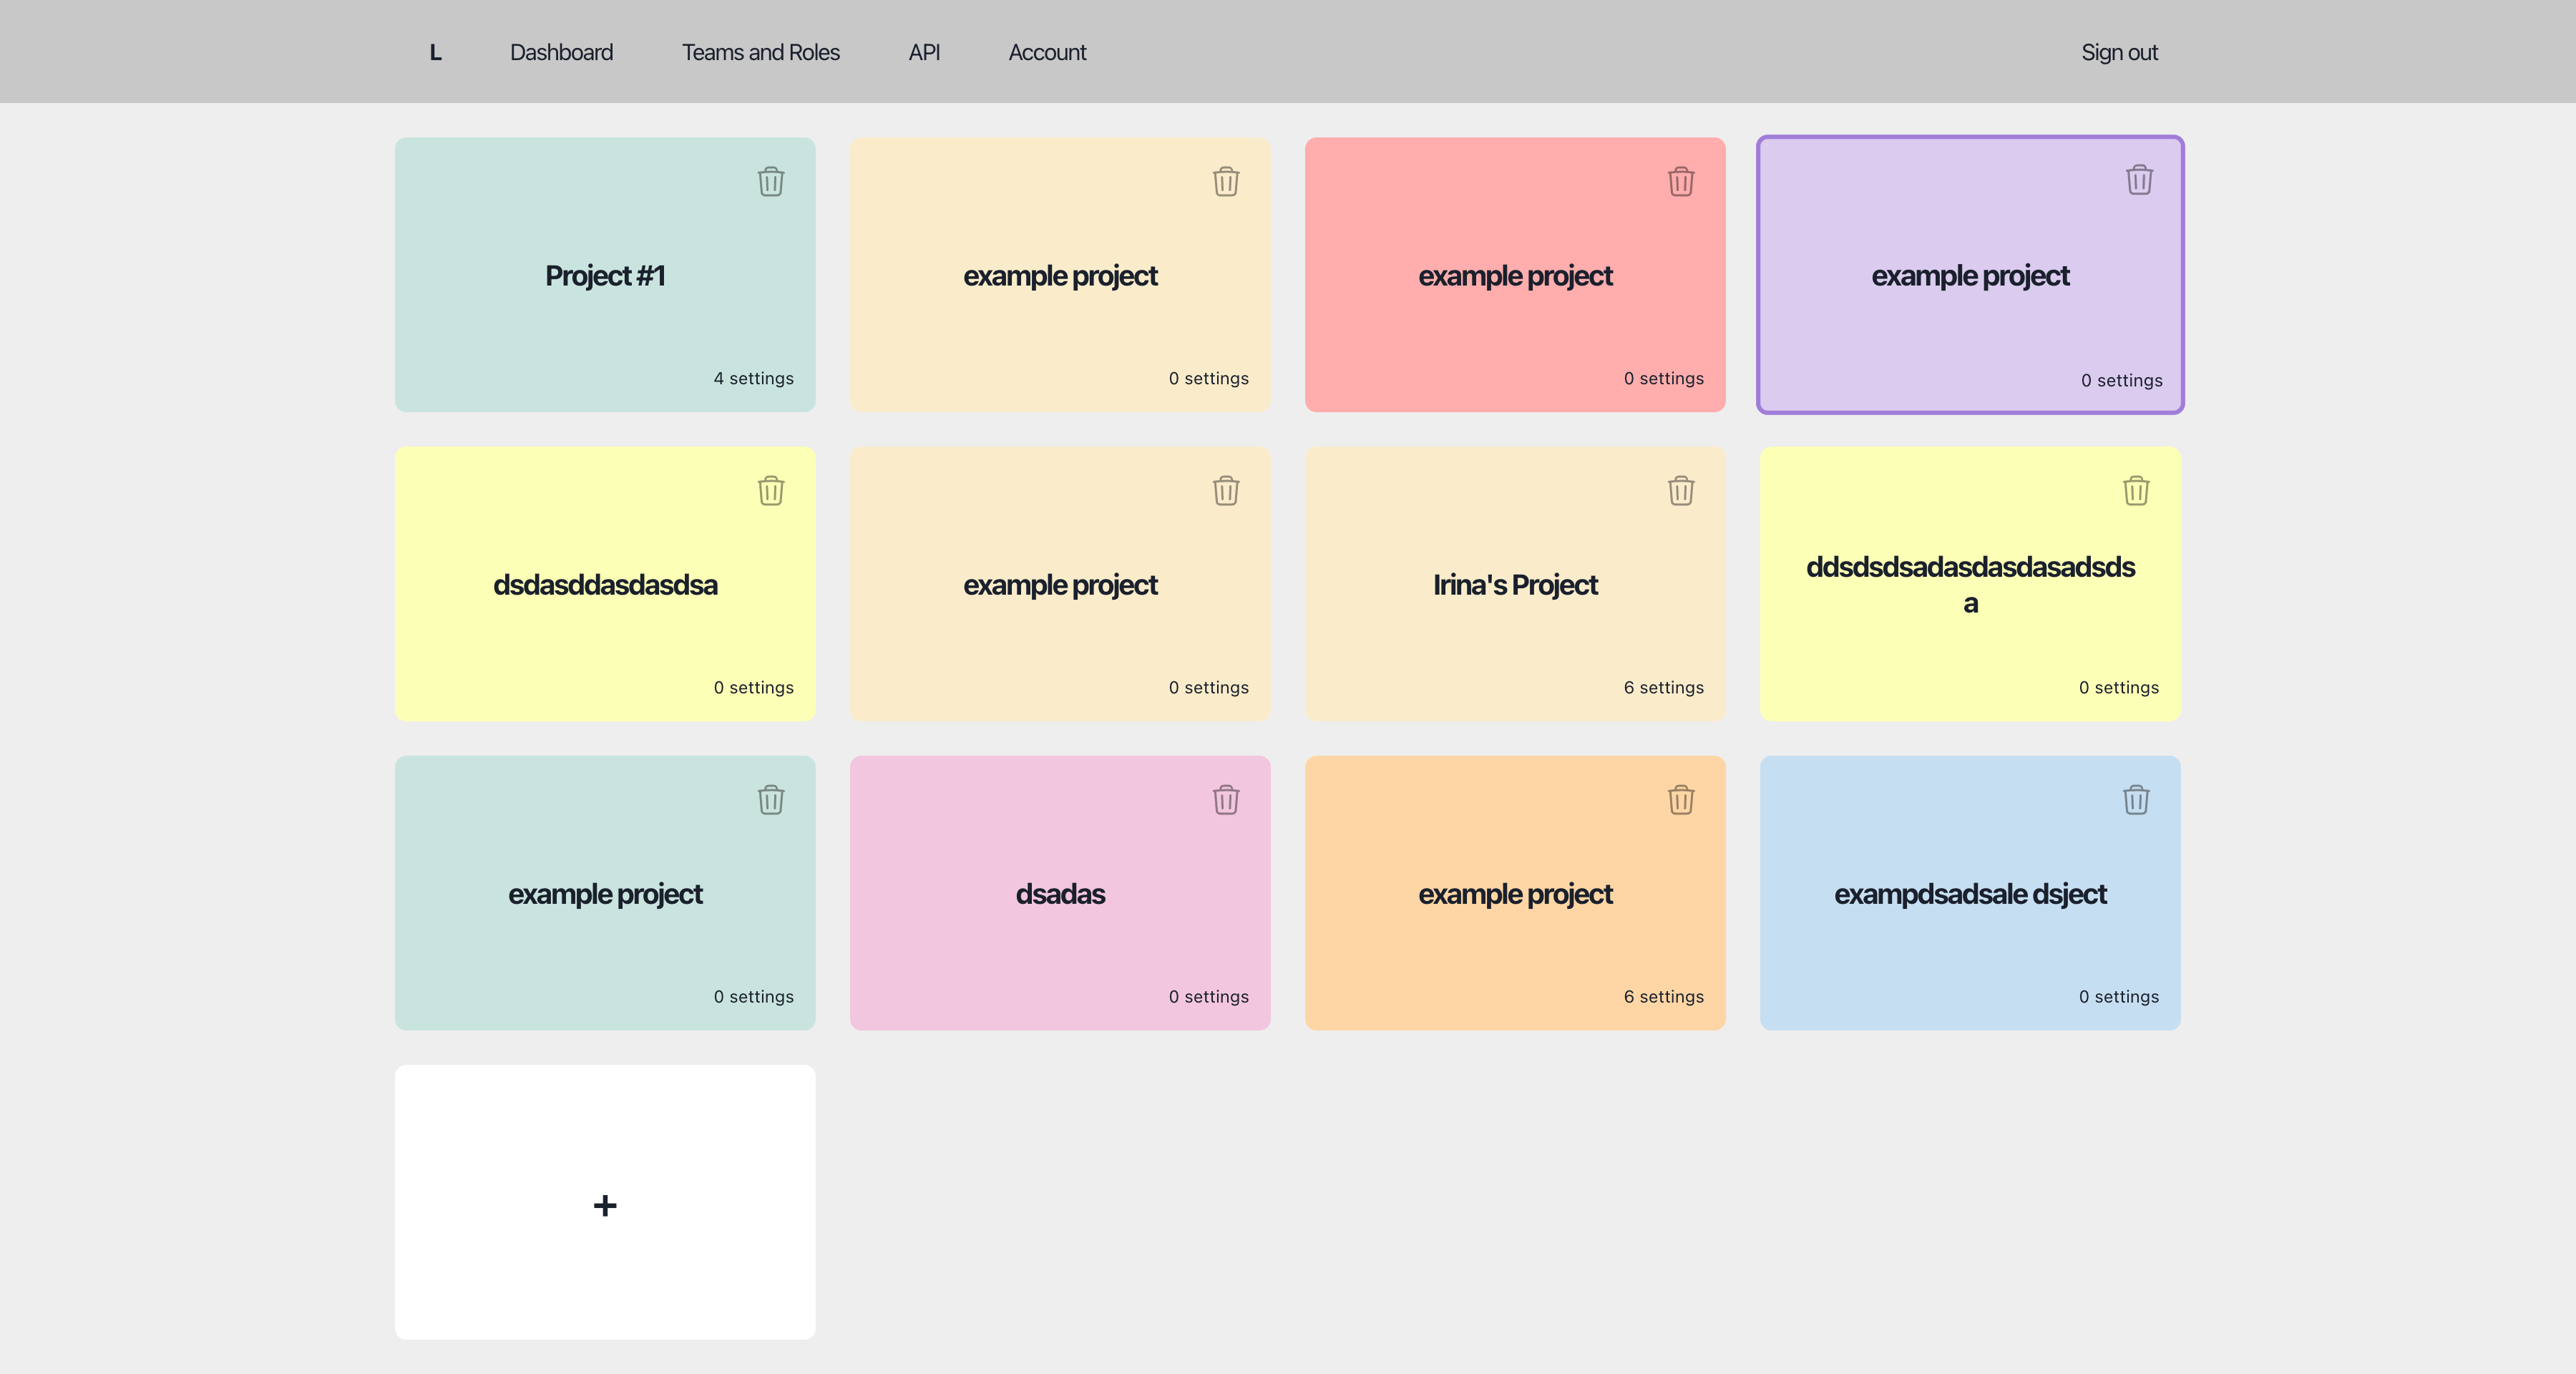 L Dashboard Teams and Roles API Account Sign out
Project #1
4 settings
example project
0 settings
example project
0 settings
example project
0 settings
dsdasddasdasdsa
0 settings
example project
0 settings
Irina's Project
6 settings
ddsdsdsadasdasdasadsds
a
0 settings
example project
0 settings
dsadas
0 settings
example project
6 settings
exampdsadsale dsject
0 settings
+